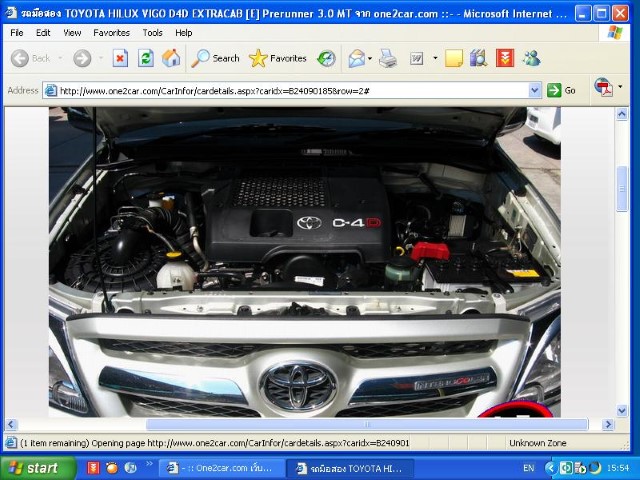 รถมือสอง TOYOTA HILUX VIGO D4D EXTRACAB [E] Prerunner 3.0 MT จาก one2car.com ::- - Microsoft Internet ...
File Edit View Favorites Tools Help
Back Search Favorites
Address http://www.one2car.com/CarInfor/cardetails.aspx?caridx=B24090185&row=2# Go
D-4D
(1 item remaining) Opening page http://www.one2car.com/CarInfor/cardetails.aspx?caridx=B240901 Unknown Zone
start - :: One2car.com เว็บ... รถมือสอง TOYOTA HI... EN 15:54